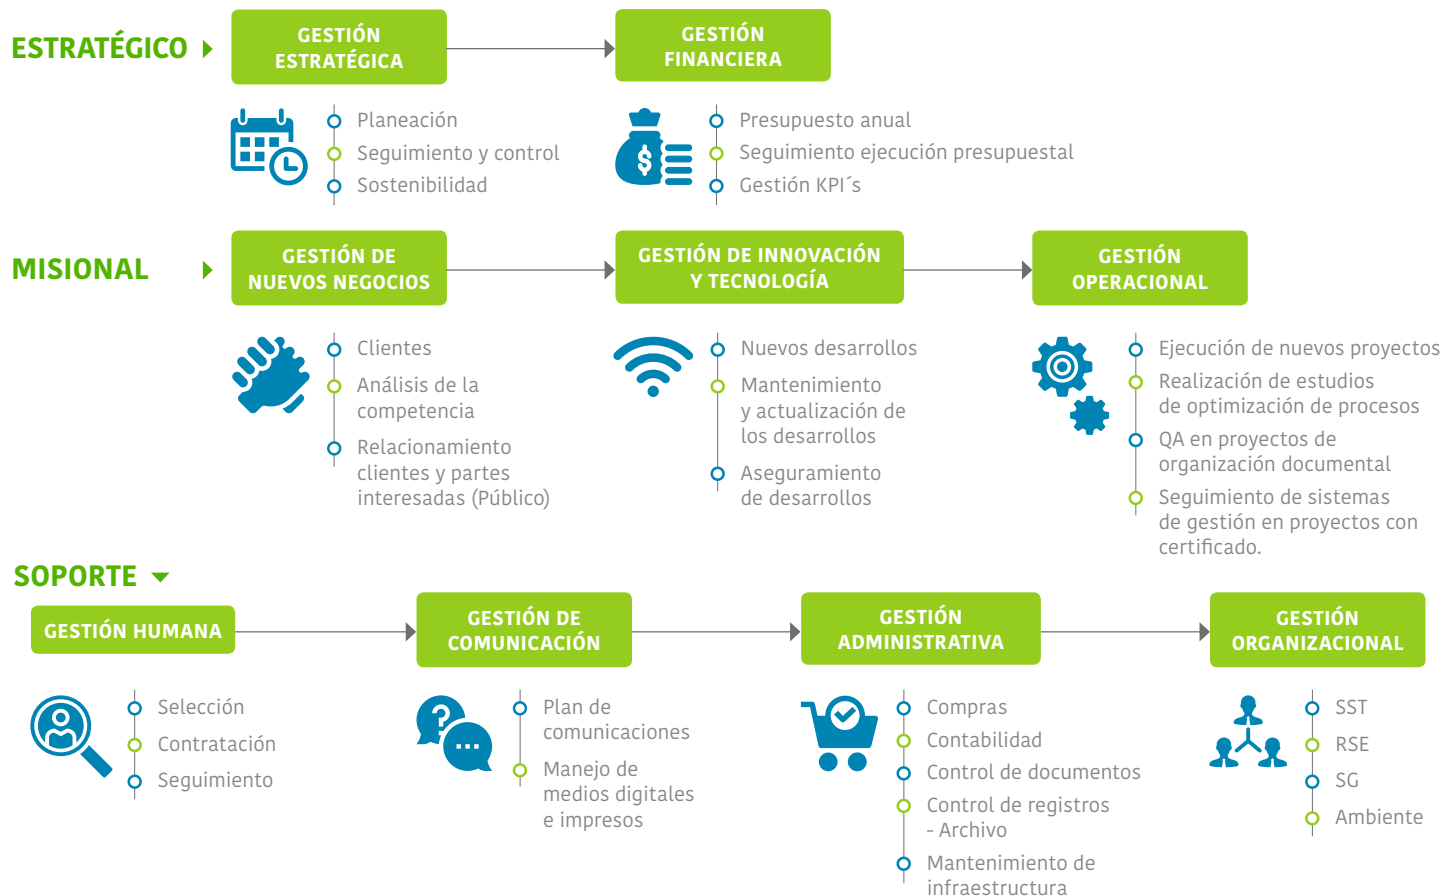 ESTRATÉGICO
GESTIÓN
ESTRATÉGICA
Planeación
Seguimiento y control
Sostenibilidad
GESTIÓN
FINANCIERA
$
Presupuesto anual
Seguimiento ejecución presupuestal
Gestión KPI´s
MISIONAL
GESTIÓN DE
NUEVOS NEGOCIOS
Clientes
Análisis de la
competencia
Relacionamiento
clientes y partes
interesadas (Público)
GESTIÓN DE INNOVACIÓN
Y TECNOLOGÍA
Nuevos desarrollos
Mantenimiento
y actualización de
los desarrollos
Aseguramiento
de desarrollos
GESTIÓN
OPERACIONAL
Ejecución de nuevos proyectos
Realización de estudios
de optimización de procesos
QA en proyectos de
organización documental
Seguimiento de sistemas
de gestión en proyectos con
certificado.
SOPORTE
GESTIÓN HUMANA
Selección
Contratación
Seguimiento
GESTIÓN DE
COMUNICACIÓN
?
...
Plan de
comunicaciones
Manejo de
medios digitales
e impresos
GESTIÓN
ADMINISTRATIVA
Compras
Contabilidad
Control de documentos
Control de registros
- Archivo
Mantenimiento de
infraestructura
GESTIÓN
ORGANIZACIONAL
SST
RSE
SG
Ambiente